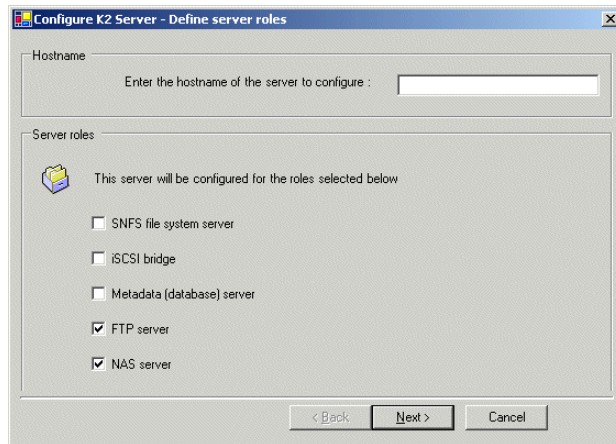 Configure K2 Server - Define server roles
Hostname
Enter the hostname of the server to configure :
Server roles
This server will be configured for the roles selected below
SNFS file system server
iSCSI bridge
Metadata (database) server
FTP server
NAS server
< Back Next > Cancel